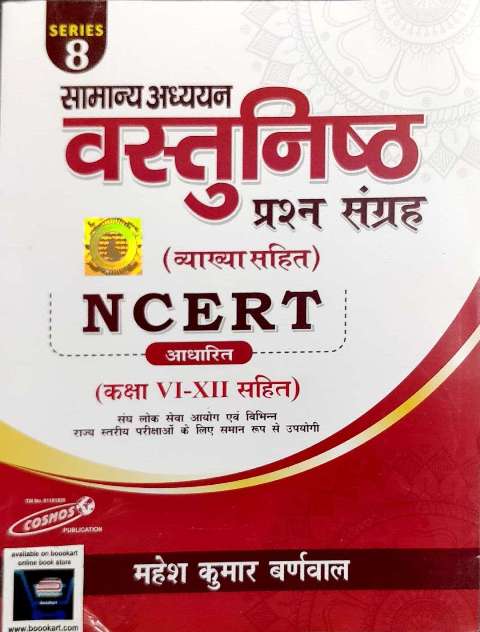 SERIES
8
सामान्य अध्ययन
वस्तुनिष्ठ
प्रश्न संग्रह
(व्याख्या सहित)
NCERT
आधारित
(कक्षा VI-XII सहित)
संघ लोक सेवा आयोग एवं विभिन्न
राज्य स्तरीय परीक्षाओं के लिए समान रूप से उपयोगी
COSMOS
PUBLICATION
महेश कुमार बर्णवाल
available on boookart
online book store
www.boookart.com